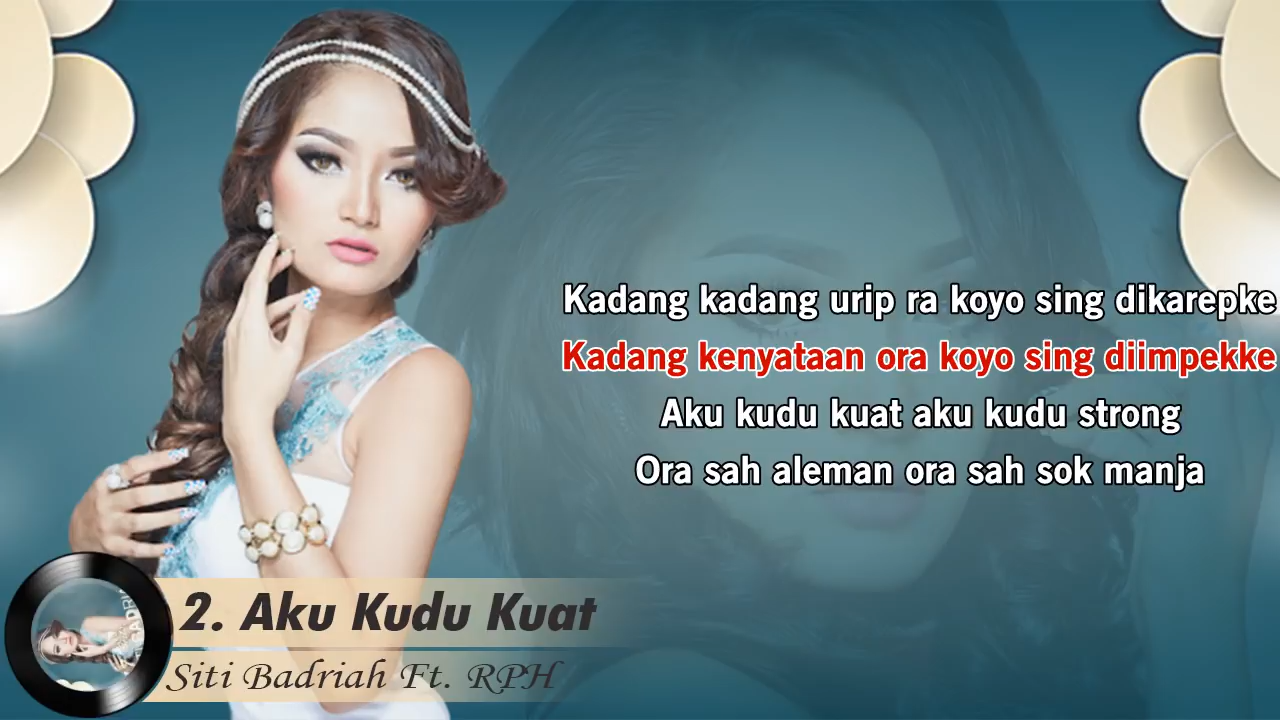 Kadang kadang urip ra koyo sing dikarepke
Kadang kenyataan ora koyo sing diimpekke
Aku kudu kuat aku kudu strong
Ora sah aleman ora sah sok manja
2. Aku Kudu Kuat
Siti Badriah Ft. RPH